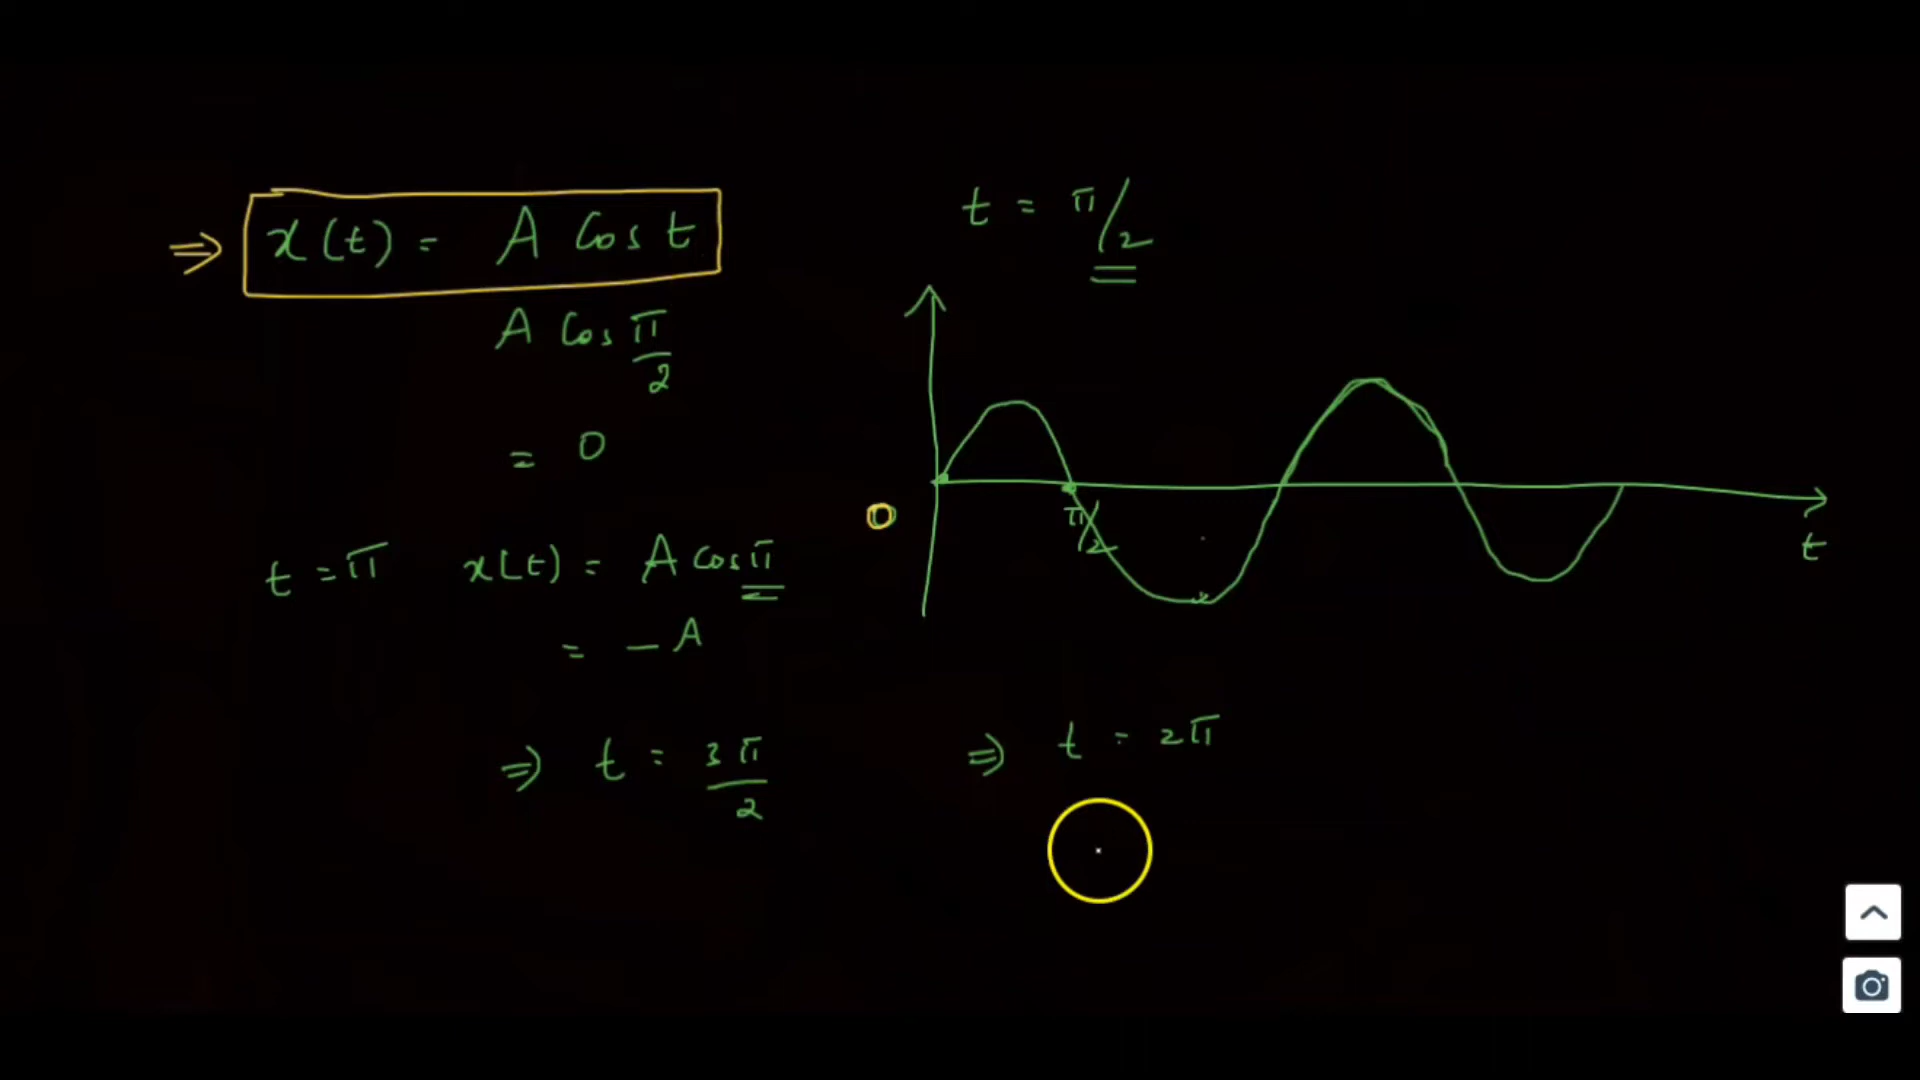 ⇒ x(t) = A Cos t
A Cos π/2
= 0
t = π x(t) = A Cos π
= - A
⇒ t = 3π/2
t = π/2
0
π/2
t
⇒ t = 2π